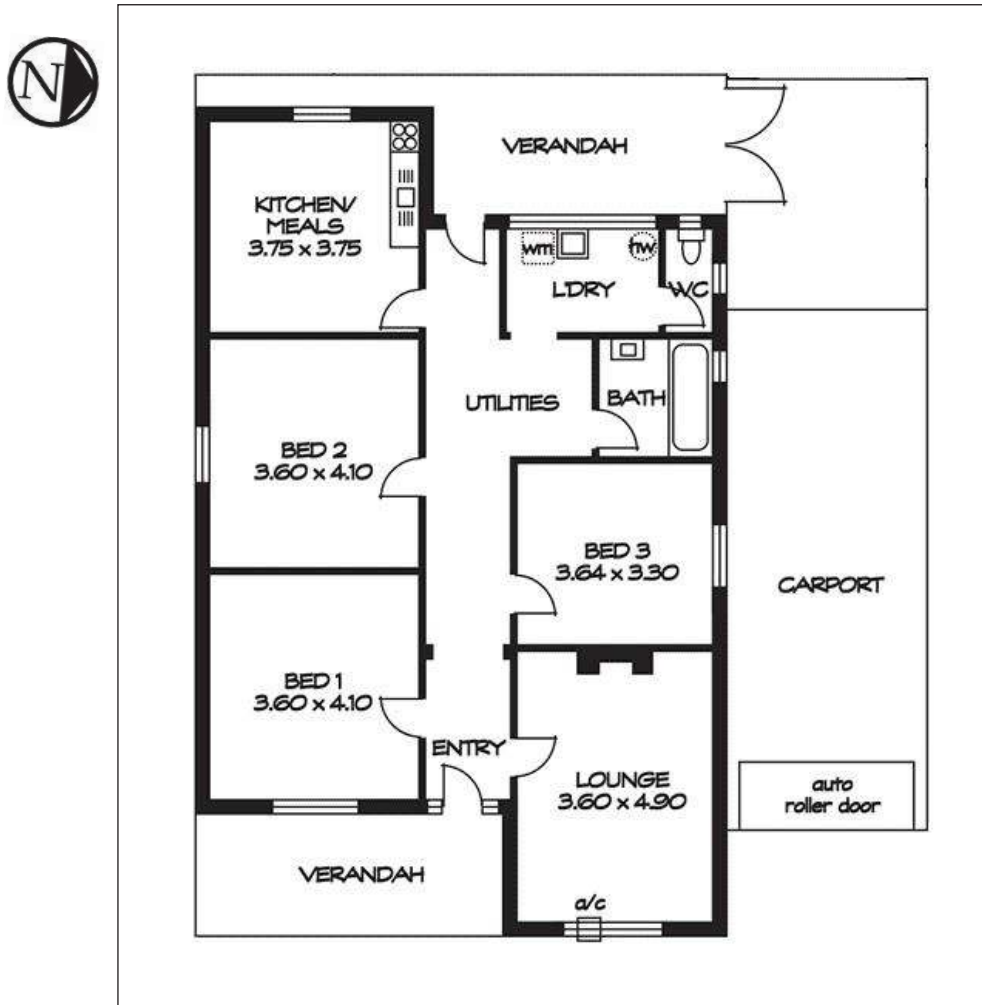 N
VERANDAH
KITCHEN/
MEALS
3.75 x 3.75
wm
hw
L'DRY
WC
UTILITIES
BATH
BED 2
3.60 x 4.10
BED 3
3.64 x 3.30
CARPORT
BED 1
3.60 x 4.10
ENTRY
LOUNGE
3.60 x 4.90
auto
roller door
VERANDAH
a/c